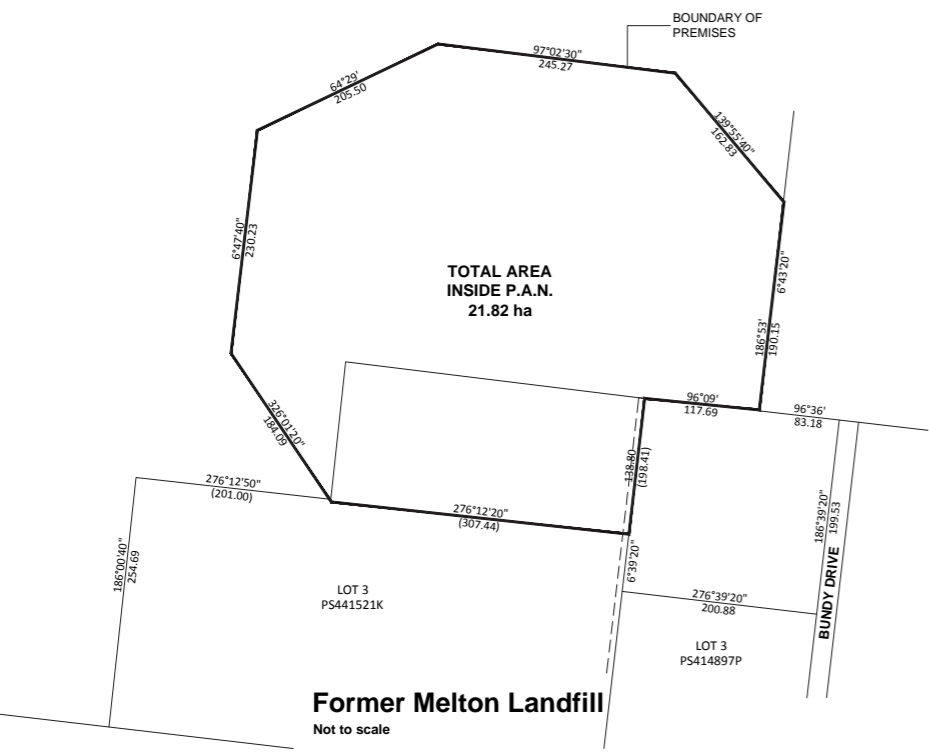 BOUNDARY OF
PREMISES
97°02'30"
245.27
64°29'
205.50
139°55'40"
162.83
6°47'40"
230.23
TOTAL AREA
INSIDE P.A.N.
21.82 ha
6°43'20"
186°53'
190.15
96°09'
117.69
96°36'
83.18
326°01'20"
184.09
138.80
(198.41)
276°12'50"
(201.00)
276°12'20"
(307.44)
186°39'20"
199.53
186°00'40"
254.69
6°39'20"
BUNDY DRIVE
276°39'20"
200.88
LOT 3
PS441521K
LOT 3
PS414897P
Former Melton Landfill
Not to scale